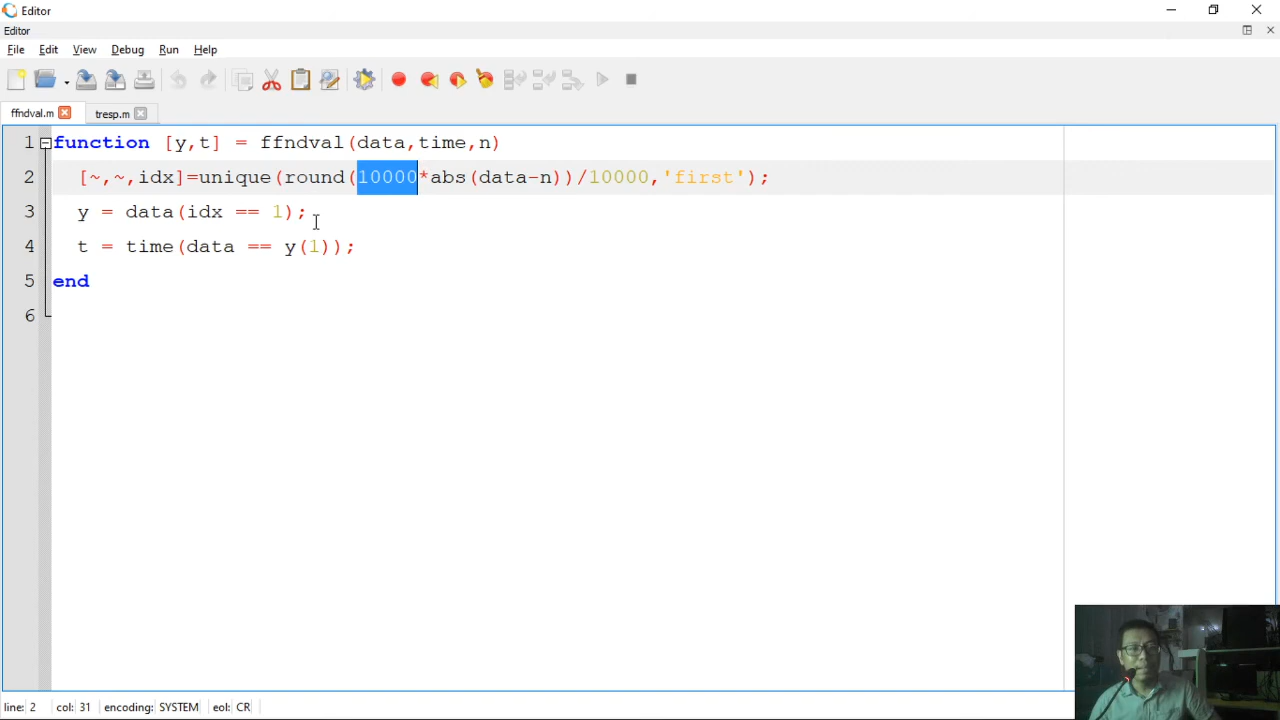 Editor
Editor
File Edit View Debug Run Help
ffndval.m tresp.m
1 function [y,t] = ffndval(data,time,n)
2 [~,~,idx]=unique(round(10000*abs(data-n))/10000,'first');
3 y = data(idx == 1);
4 t = time(data == y(1));
5 end
6
line: 2 col: 31 encoding: SYSTEM eol: CR